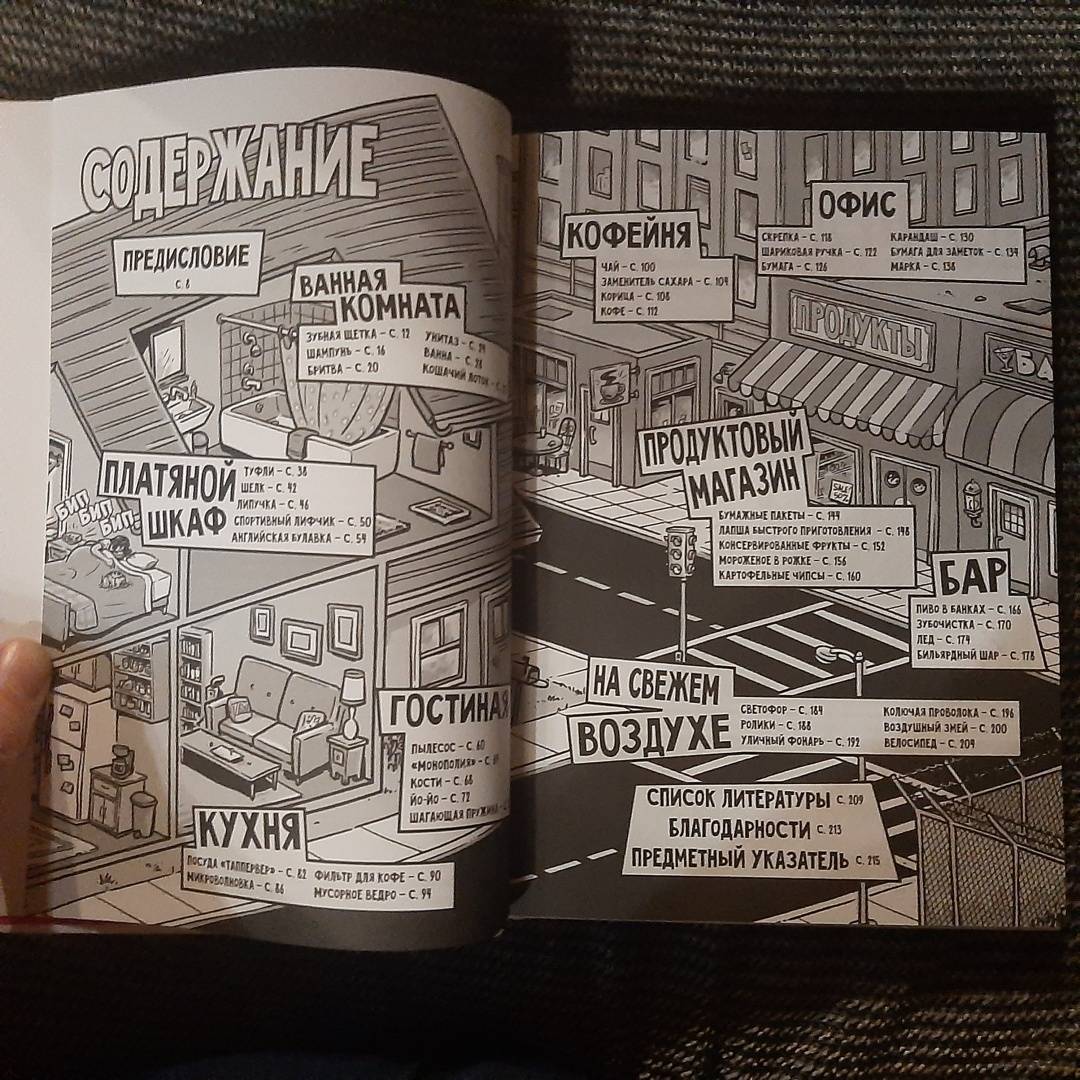 СОДЕРЖАНИЕ
ПРЕДИСЛОВИЕ
С. 8
ВАННАЯ
КОМНАТА
ЗУБНАЯ ЩЕТКА – С. 12
ШАМПУНЬ – С. 16
БРИТВА – С. 20
УНИТАЗ – С. 24
ВАННА – С. 28
КОШАЧИЙ ЛОТОК – С.
ПЛАТЯНОЙ
ШКАФ
ТУФЛИ – С. 38
ШЕЛК – С. 42
ЛИПУЧКА – С. 46
СПОРТИВНЫЙ ЛИФЧИК – С. 50
АНГЛИЙСКАЯ БУЛАВКА – С. 54
БИП
БИП
БИП
ГОСТИНАЯ
ПЫЛЕСОС – С. 60
«МОНОПОЛИЯ» – С. 64
КОСТИ – С. 68
ЙО-ЙО – С. 72
ШАГАЮЩАЯ ПРУЖИНА –
КУХНЯ
ПОСУДА «ТАППЕРВЕР» – С. 82
МИКРОВОЛНОВКА – С. 86
ФИЛЬТР ДЛЯ КОФЕ – С. 90
МУСОРНОЕ ВЕДРО – С. 94
КОФЕЙНЯ
ЧАЙ – С. 100
ЗАМЕНИТЕЛЬ САХАРА – С. 104
КОРИЦА – С. 108
КОФЕ – С. 112
ОФИС
СКРЕПКА – С. 118
ШАРИКОВАЯ РУЧКА – С. 122
БУМАГА – С. 126
КАРАНДАШ – С. 130
БУМАГА ДЛЯ ЗАМЕТОК – С. 134
МАРКА – С. 138
ПРОДУКТЫ
БА
ПРОДУКТОВЫЙ
МАГАЗИН
БУМАЖНЫЕ ПАКЕТЫ – С. 144
ЛАПША БЫСТРОГО ПРИГОТОВЛЕНИЯ – С. 148
КОНСЕРВИРОВАННЫЕ ФРУКТЫ – С. 152
МОРОЖЕНОЕ В РОЖКЕ – С. 156
КАРТОФЕЛЬНЫЕ ЧИПСЫ – С. 160
SALE
50%
БАР
ПИВО В БАНКАХ – С. 166
ЗУБОЧИСТКА – С. 170
ЛЕД – С. 174
БИЛЬЯРДНЫЙ ШАР – С. 178
НА СВЕЖЕМ
ВОЗДУХЕ
СВЕТОФОР – С. 184
РОЛИКИ – С. 188
УЛИЧНЫЙ ФОНАРЬ – С. 192
КОЛЮЧАЯ ПРОВОЛОКА – С. 196
ВОЗДУШНЫЙ ЗМЕЙ – С. 200
ВЕЛОСИПЕД – С. 204
СПИСОК ЛИТЕРАТУРЫ С. 209
БЛАГОДАРНОСТИ С. 213
ПРЕДМЕТНЫЙ УКАЗАТЕЛЬ С. 215